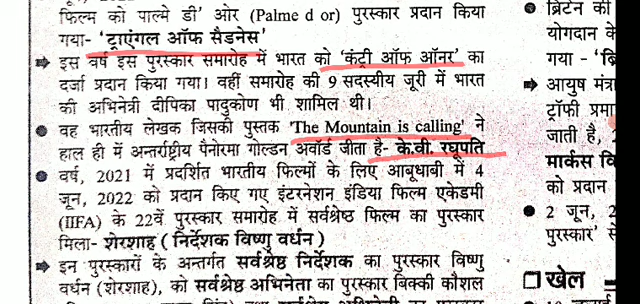 फिल्म को पाल्मे डी' ओर (Palme d or) पुरस्कार प्रदान किया
गया- 'ट्राएंगल ऑफ सैडनेस'
➡ इस वर्ष इस पुरस्कार समारोह में भारत को 'कंट्री ऑफ ऑनर' का
दर्जा प्रदान किया गया। वहीं समारोह की 9 सदस्यीय जूरी में भारत
की अभिनेत्री दीपिका पादुकोण भी शामिल थी।
● वह भारतीय लेखक जिसकी पुस्तक 'The Mountain is calling' ने
हाल ही में अन्तर्राष्ट्रीय पैनोरमा गोल्डन अवॉर्ड जीता है- के.वी. रघूपति
● वर्ष, 2021 में प्रदर्शित भारतीय फिल्मों के लिए आबूधाबी में 4
जून, 2022 को प्रदान किए गए इंटरनेशन इंडिया फिल्म एकेडमी
(IIFA) के 22वें पुरस्कार समारोह में सर्वश्रेष्ठ फिल्म का पुरस्कार
मिला- शेरशाह (निर्देशक विष्णु वर्धन)
➡ इन पुरस्कारों के अन्तर्गत सर्वश्रेष्ठ निर्देशक का पुरस्कार विष्णु
वर्धन (शेरशाह), को सर्वश्रेष्ठ अभिनेता का पुरस्कार बिक्की कौशल
● ब्रिटेन की
योगदान के
गया - 'ब्रि
➡ आयुष मंत्रा
ट्रॉफी प्रमा
जाती है,
मार्कस वि
को प्रदान
● 2 जून, 2
पुरस्कार' से
□ खेल